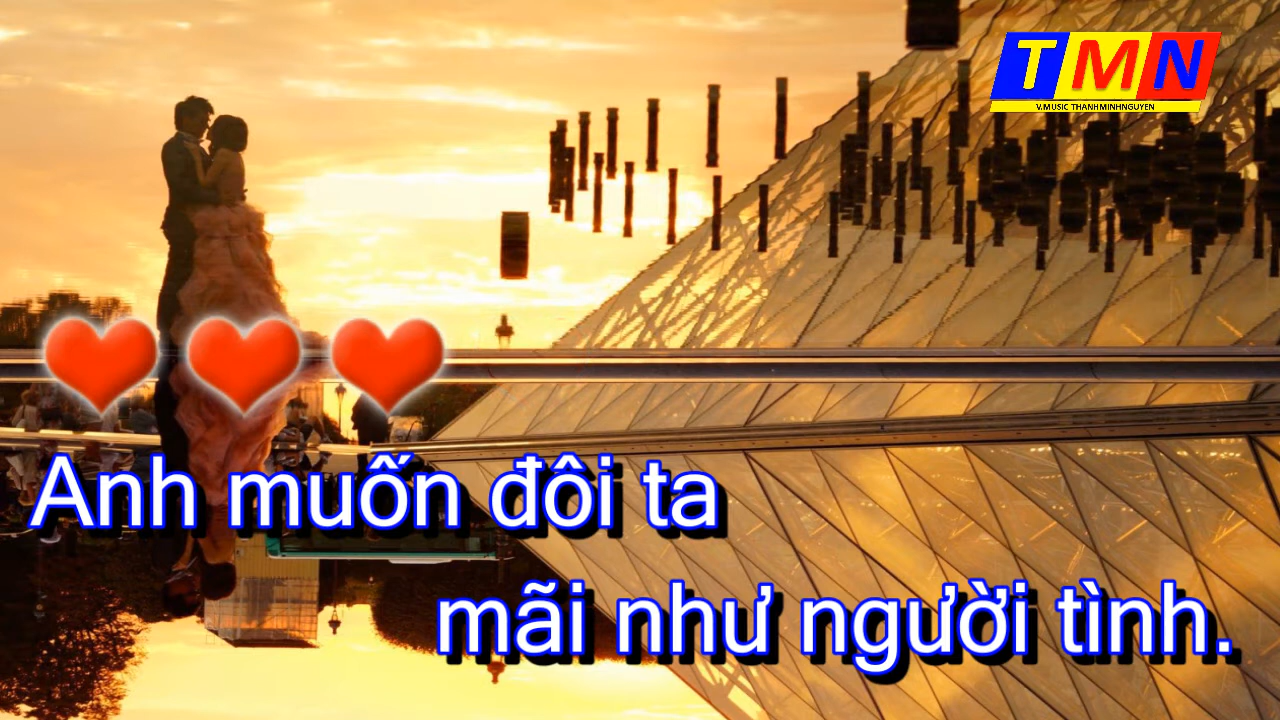 TMN
V.MUSIC THANHMINHNGUYEN
Anh muốn đôi ta
mãi như người tình.